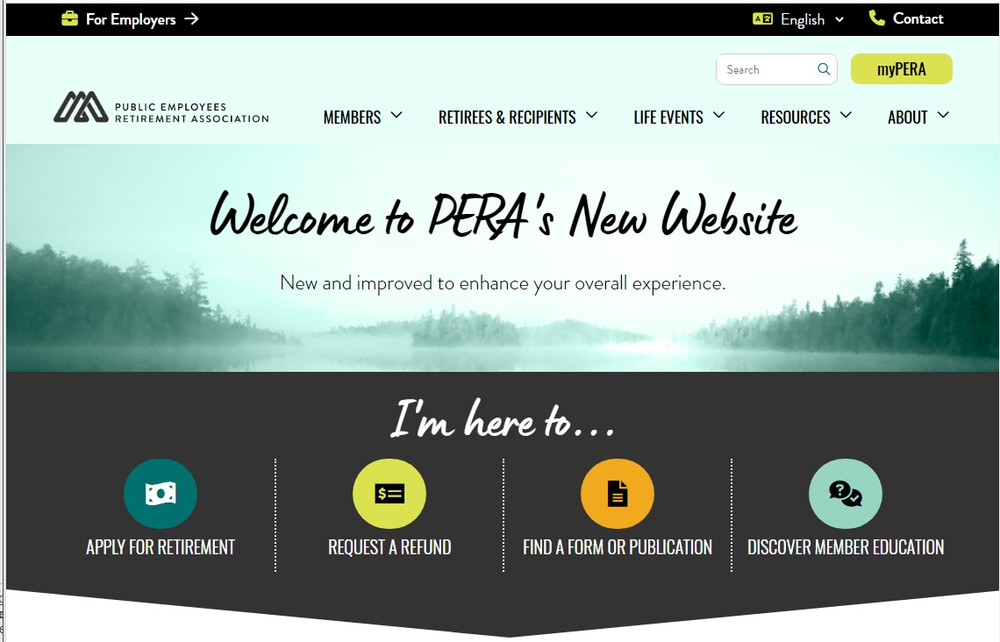 For Employers
English
Contact
Search
myPERA
PUBLIC EMPLOYEES
RETIREMENT ASSOCIATION
MEMBERS
RETIREES & RECIPIENTS
LIFE EVENTS
RESOURCES
ABOUT
Welcome to PERA's New Website
New and improved to enhance your overall experience.
I'm here to...
APPLY FOR RETIREMENT
REQUEST A REFUND
FIND A FORM OR PUBLICATION
DISCOVER MEMBER EDUCATION